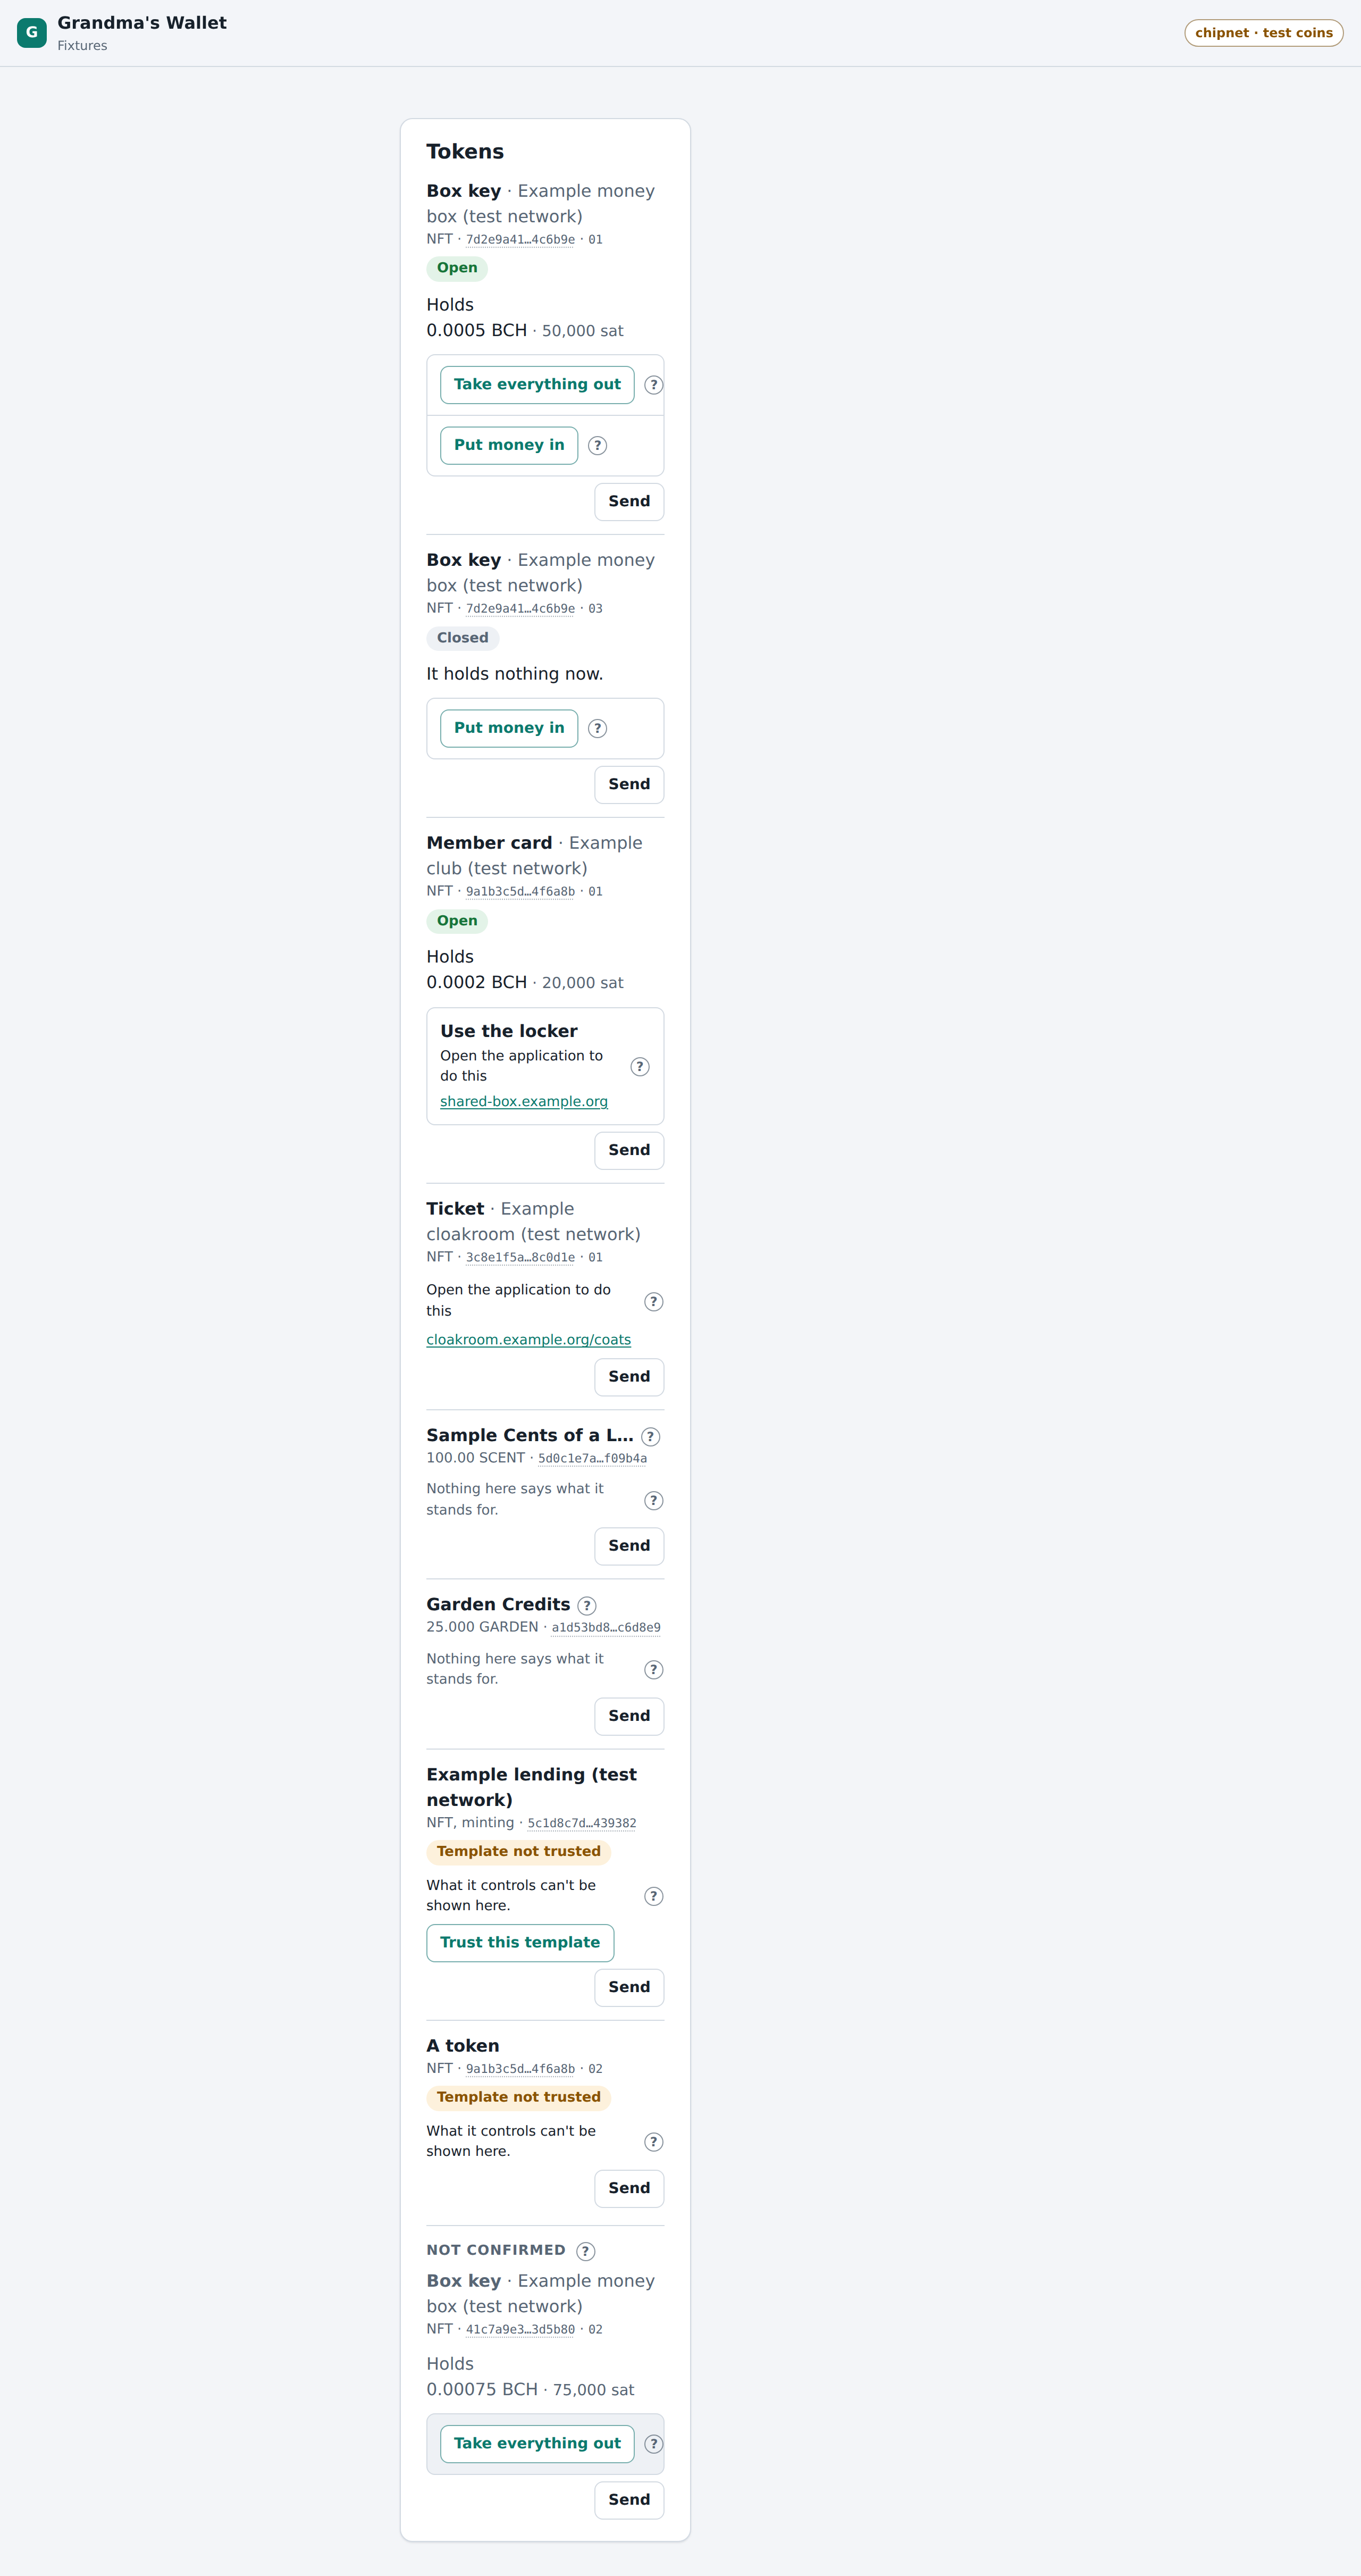 G
Grandma's Wallet
Fixtures
chipnet · test coins
Tokens
Box key · Example money
box (test network)
NFT · 7d2e9a41…4c6b9e · 01
Open
Holds
0.0005 BCH · 50,000 sat
Take everything out ?
Put money in ?
Send
Box key · Example money
box (test network)
NFT · 7d2e9a41…4c6b9e · 03
Closed
It holds nothing now.
Put money in ?
Send
Member card · Example
club (test network)
NFT · 9a1b3c5d…4f6a8b · 01
Open
Holds
0.0002 BCH · 20,000 sat
Use the locker
Open the application to
do this
?
shared-box.example.org
Send
Ticket · Example
cloakroom (test network)
NFT · 3c8e1f5a…8c0d1e · 01
Open the application to do
this
?
cloakroom.example.org/coats
Send
Sample Cents of a L… ?
100.00 SCENT · 5d0c1e7a…f09b4a
Nothing here says what it
stands for.
?
Send
Garden Credits ?
25.000 GARDEN · a1d53bd8…c6d8e9
Nothing here says what it
stands for.
?
Send
Example lending (test
network)
NFT, minting · 5c1d8c7d…439382
Template not trusted
What it controls can't be
shown here.
?
Trust this template
Send
A token
NFT · 9a1b3c5d…4f6a8b · 02
Template not trusted
What it controls can't be
shown here.
?
Send
NOT CONFIRMED ?
Box key · Example money
box (test network)
NFT · 41c7a9e3…3d5b80 · 02
Holds
0.00075 BCH · 75,000 sat
Take everything out ?
Send